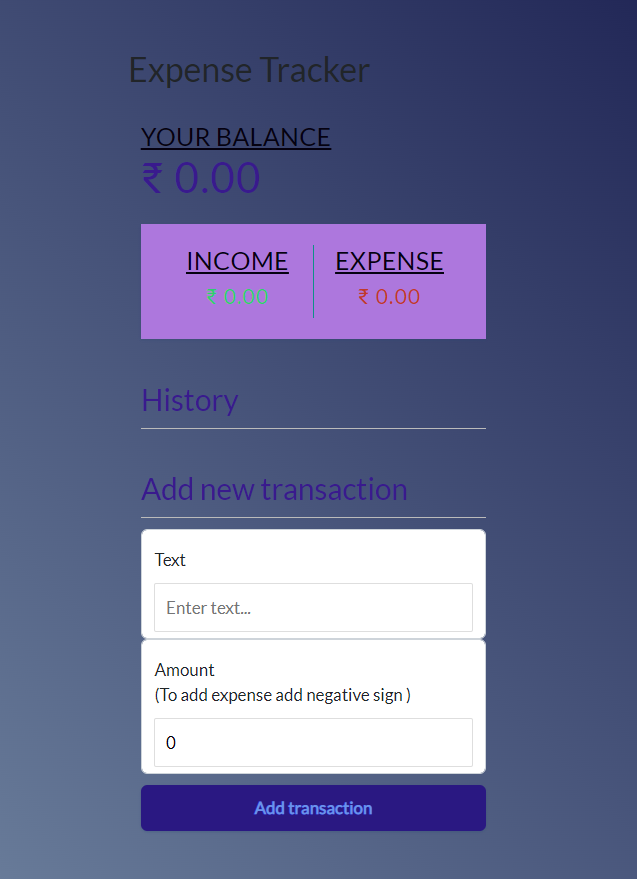 Expense Tracker
YOUR BALANCE
₹ 0.00
INCOME EXPENSE
₹ 0.00 ₹ 0.00
History
Add new transaction
Text
Enter text...
Amount
(To add expense add negative sign )
0
Add transaction